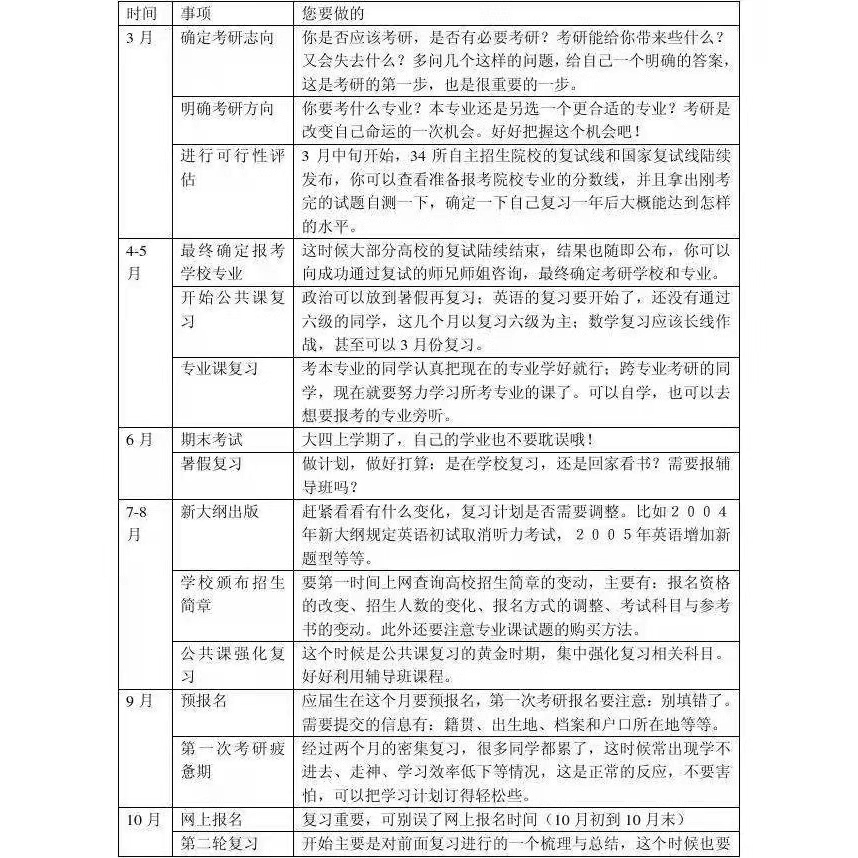 时间 事项 您要做的
3 月 确定考研志向 你是否应该考研，是否有必要考研？考研能给你带来些什么？
又会失去什么？多问几个这样的问题，给自己一个明确的答案，
这是考研的第一步，也是很重要的一步。
明确考研方向 你要考什么专业？本专业还是另选一个更合适的专业？考研是
改变自己命运的一次机会。好好把握这个机会吧！
进行可行性评 3 月中旬开始，34 所自主招生院校的复试线和国家复试线陆续
估 发布，你可以查看准备报考院校专业的分数线，并且拿出刚考
完的试题自测一下，确定一下自己复习一年后大概能达到怎样
的水平。
4-5 最终确定报考 这时候大部分高校的复试陆续结束，结果也随即公布，你可以
月 学校专业 向成功通过复试的师兄师姐咨询，最终确定考研学校和专业。
开始公共课复 政治可以放到暑假再复习；英语的复习要开始了，还没有通过
习 六级的同学，这几个月以复习六级为主；数学复习应该长线作
战，甚至可以 3 月份复习。
专业课复习 考本专业的同学认真把现在的专业学好就行；跨专业考研的同
学，现在就要努力学习所考专业的课了。可以自学，也可以去
想要报考的专业旁听。
6 月 期末考试 大四上学期了，自己的学业也不要耽误哦！
暑假复习 做计划，做好打算：是在学校复习，还是回家看书？需要报辅
导班吗？
7-8 新大纲出版 赶紧看看有什么变化，复习计划是否需要调整。比如２００４
月 年新大纲规定英语初试取消听力考试，２００５年英语增加新
题型等等。
学校颁布招生 要第一时间上网查询高校招生简章的变动，主要有：报名资格
简章 的改变、招生人数的变化、报名方式的调整、考试科目与参考
书的变动。此外还要注意专业课试题的购买方法。
公共课强化复 这个时候是公共课复习的黄金时期，集中强化复习相关科目。
习 好好利用辅导班课程。
9 月 预报名 应届生在这个月要预报名，第一次考研报名要注意：别填错了。
需要提交的信息有：籍贯、出生地、档案和户口所在地等等。
第一次考研疲 经过两个月的密集复习，很多同学都累了，这时候常出现学不
惫期 进去、走神、学习效率低下等情况，这是正常的反应，不要害
怕，可以把学习计划订得轻松些。
10 月 网上报名 复习重要，可别误了网上报名时间（10 月初到 10 月末）
第二轮复习 开始主要是对前面复习进行的一个梳理与总结，这个时候也要